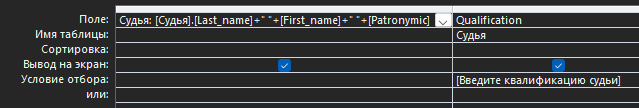 Поле: Судья: [Судья].[Last_name]+" "+[First_name]+" "+[Patronymic] Qualification
Имя таблицы: Судья
Сортировка:
Вывод на экран:
Условие отбора: [Введите квалификацию судьи]
или: